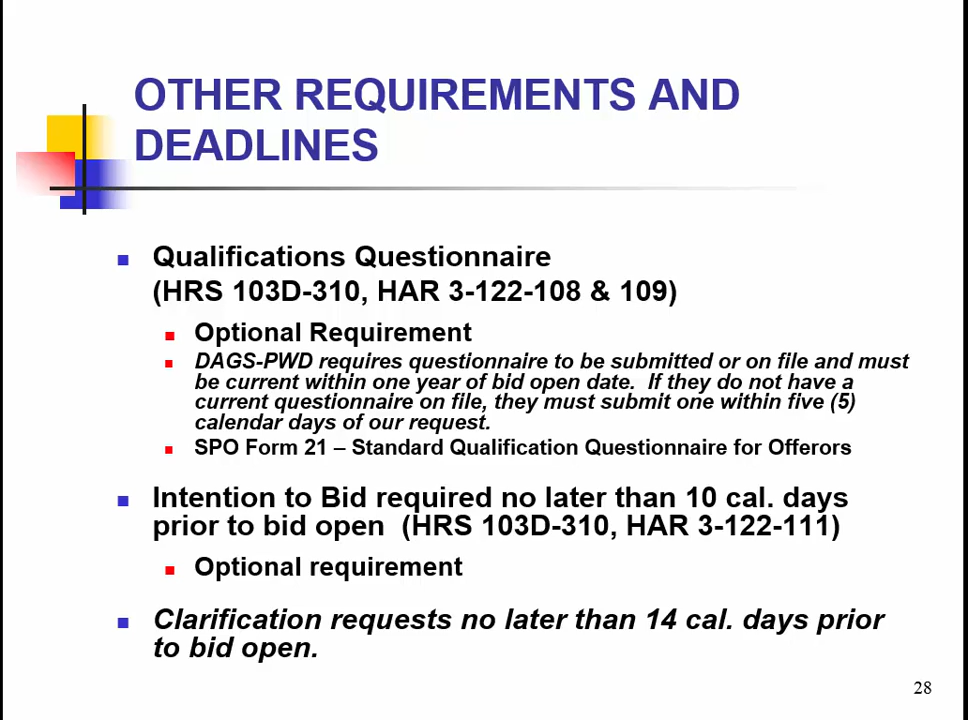 OTHER REQUIREMENTS AND
DEADLINES
Qualifications Questionnaire
(HRS 103D-310, HAR 3-122-108 & 109)
Optional Requirement
DAGS-PWD requires questionnaire to be submitted or on file and must
be current within one year of bid open date.  If they do not have a
current questionnaire on file, they must submit one within five (5)
calendar days of our request.
SPO Form 21 – Standard Qualification Questionnaire for Offerors
Intention to Bid required no later than 10 cal. days
prior to bid open  (HRS 103D-310, HAR 3-122-111)
Optional requirement
Clarification requests no later than 14 cal. days prior
to bid open.
28